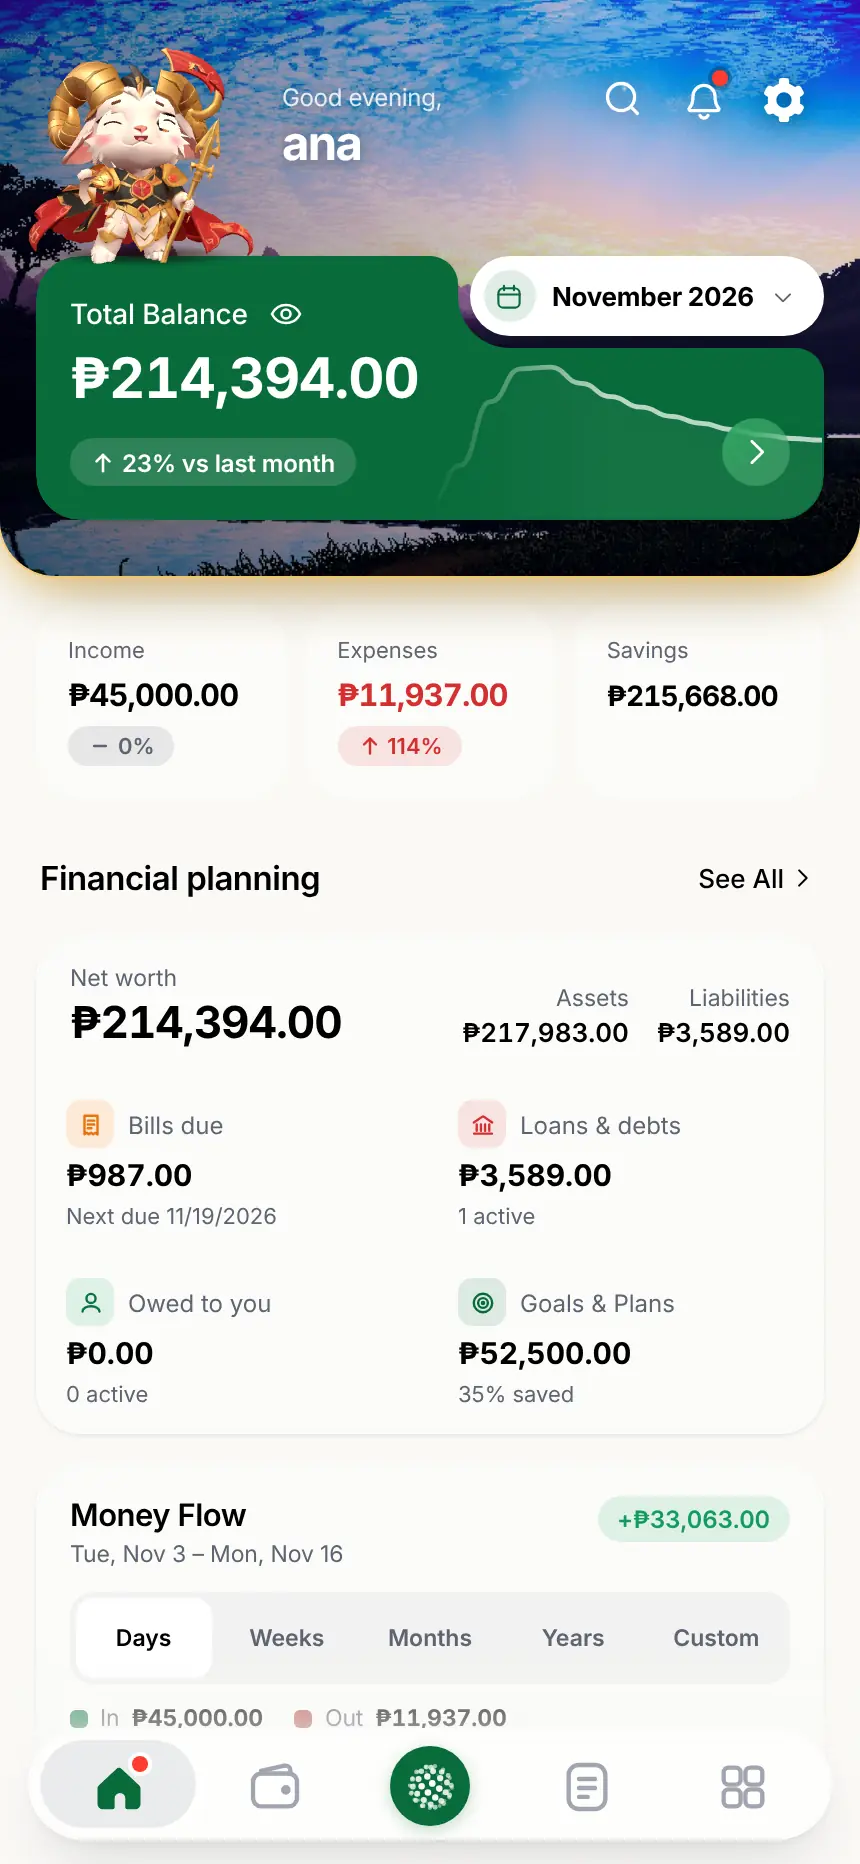 Good evening,
ana
November 2026
Total Balance
₱214,394.00
↑ 23% vs last month
Income
₱45,000.00
— 0%
Expenses
₱11,937.00
↑ 114%
Savings
₱215,668.00
Financial planning
See All >
Net worth
₱214,394.00
Assets
₱217,983.00
Liabilities
₱3,589.00
Bills due
₱987.00
Next due 11/19/2026
Loans & debts
₱3,589.00
1 active
Owed to you
₱0.00
0 active
Goals & Plans
₱52,500.00
35% saved
Money Flow
+₱33,063.00
Tue, Nov 3 – Mon, Nov 16
Days Weeks Months Years Custom
In ₱45,000.00 Out ₱11,937.00